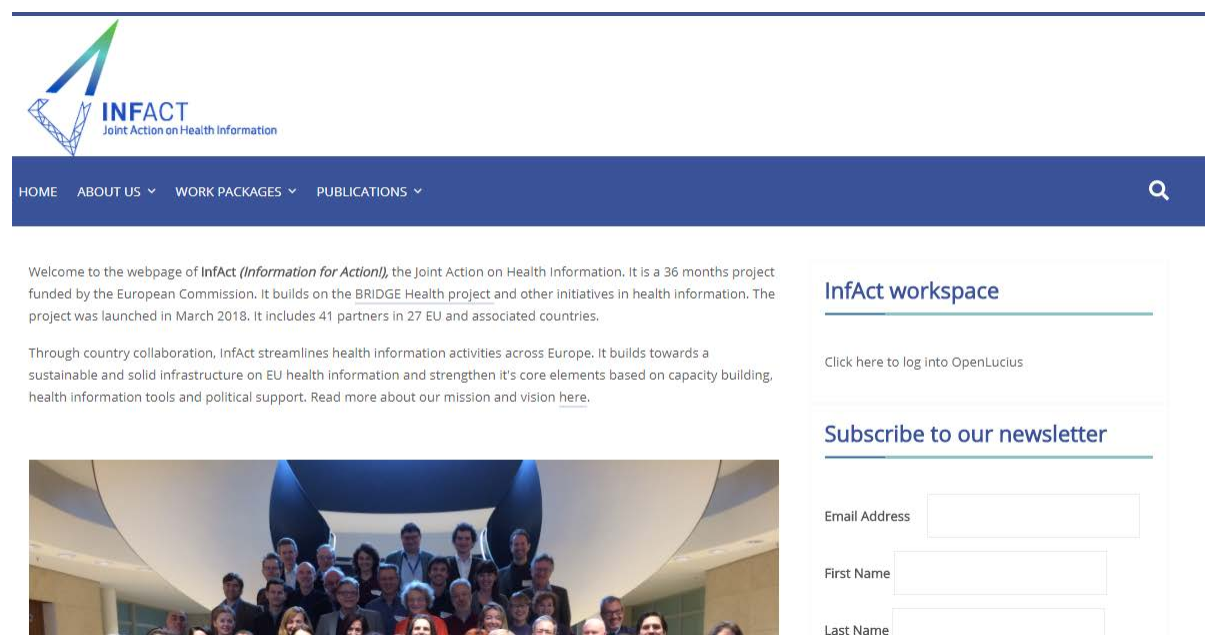 INFACT
Joint Action on Health Information
HOME ABOUT US WORK PACKAGES PUBLICATIONS
Welcome to the webpage of InfAct (Information for Action!), the Joint Action on Health Information. It is a 36 months project
funded by the European Commission. It builds on the BRIDGE Health project and other initiatives in health information. The
project was launched in March 2018. It includes 41 partners in 27 EU and associated countries.
Through country collaboration, InfAct streamlines health information activities across Europe. It builds towards a
sustainable and solid infrastructure on EU health information and strengthen it's core elements based on capacity building,
health information tools and political support. Read more about our mission and vision here.
InfAct workspace
Click here to log into OpenLucius
Subscribe to our newsletter
Email Address
First Name
Last Name